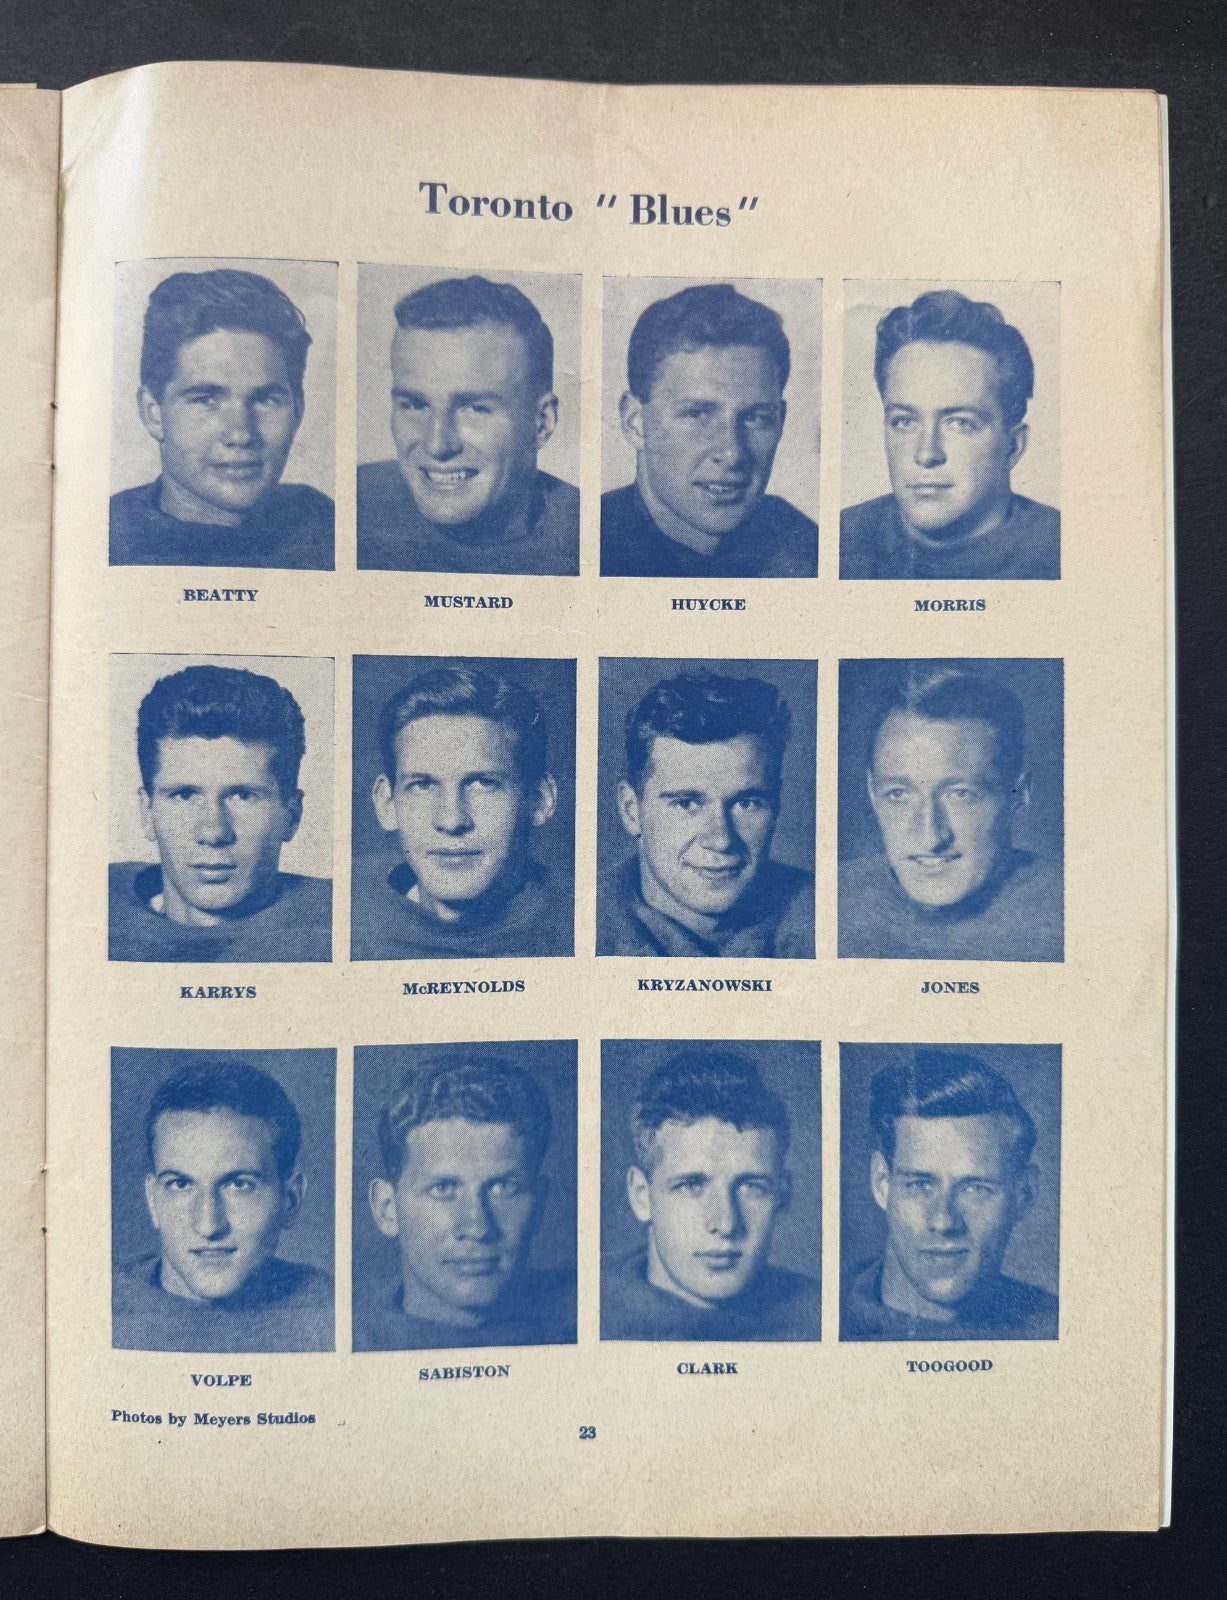 Toronto "Blues"
BEATTY
MUSTARD
HUYCKE
MORRIS
KARRYS
McREYNOLDS
KRYZANOWSKI
JONES
VOLPE
SABISTON
CLARK
TOOGOOD
Photos by Meyers Studios
23